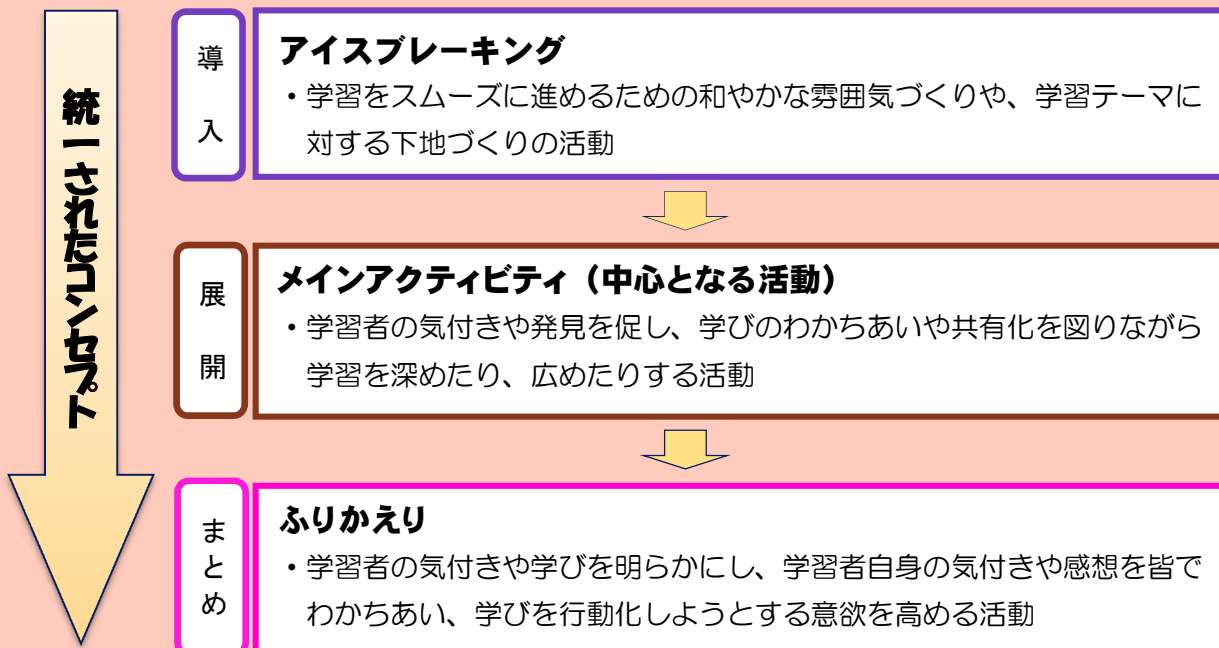 統一されたコンセプト
導入
アイスブレーキング
・学習をスムーズに進めるための和やかな雰囲気づくりや、学習テーマに
対する下地づくりの活動
展開
メインアクティビティ（中心となる活動）
・学習者の気付きや発見を促し、学びのわかちあいや共有化を図りながら
学習を深めたり、広めたりする活動
まとめ
ふりかえり
・学習者の気付きや学びを明らかにし、学習者自身の気付きや感想を皆で
わかちあい、学びを行動化しようとする意欲を高める活動